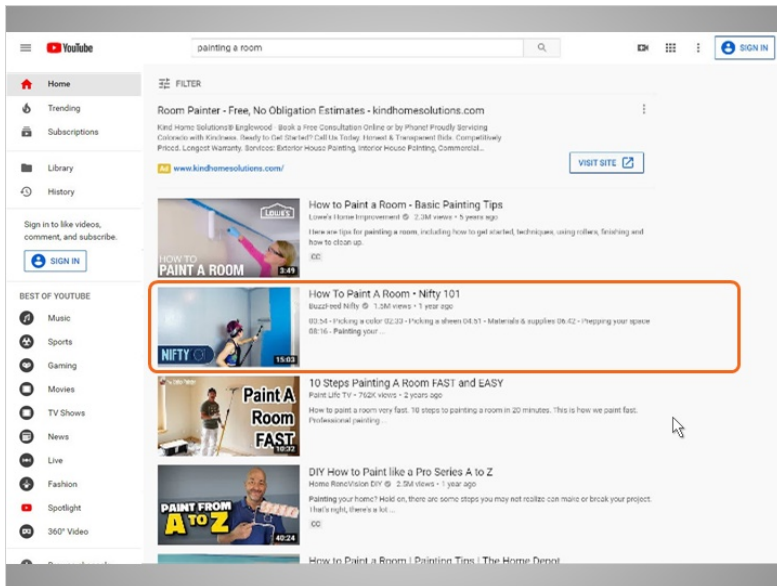 YouTube
painting a room
SIGN IN
Home
Trending
Subscriptions
Library
History
Sign in to like videos,
comment, and subscribe.
SIGN IN
BEST OF YOUTUBE
Music
Sports
Gaming
Movies
TV Shows
News
Live
Fashion
Spotlight
360° Video
FILTER
Room Painter - Free, No Obligation Estimates - kindhomesolutions.com
Kind Home Solutions® Englewood - Book a Free Consultation Online or by Phone! Proudly Servicing
Colorado with Kindness. Ready to Get Started? Call Us Today. Honest & Transparent Bids. Competitively
Priced. Longest Warranty. Services: Exterior House Painting, Interior House Painting, Commercial...
Ad www.kindhomesolutions.com/
VISIT SITE
LOWE'S
HOW TO
PAINT A ROOM
3:49
How to Paint a Room - Basic Painting Tips
Lowe's Home Improvement 2.3M views • 5 years ago
Here are tips for painting a room, including how to get started, techniques, using rollers, finishing and
how to clean up.
CC
NIFTY
15:03
How To Paint A Room • Nifty 101
BuzzFeed Nifty 1.5M views • 1 year ago
00:54 - Picking a color 02:33 - Picking a sheen 04:51 - Materials & supplies 06:42 - Prepping your space
08:16 - Painting your ...
Paint A
Room
FAST
10:32
10 Steps Painting A Room FAST and EASY
Paint Life TV • 762K views • 2 years ago
How to paint a room very fast. 10 steps to painting a room in 20 minutes. This is how we paint fast.
Professional painting ...
PAINT FROM
A TO Z
40:24
DIY How to Paint like a Pro Series A to Z
Home RenoVision DIY 2.5M views • 1 year ago
Painting your home? Hold on, there are some steps you may not realize can make or break your project.
That's right, there's a lot ...
CC
How to Paint a Room | Painting Tips | The Home Depot